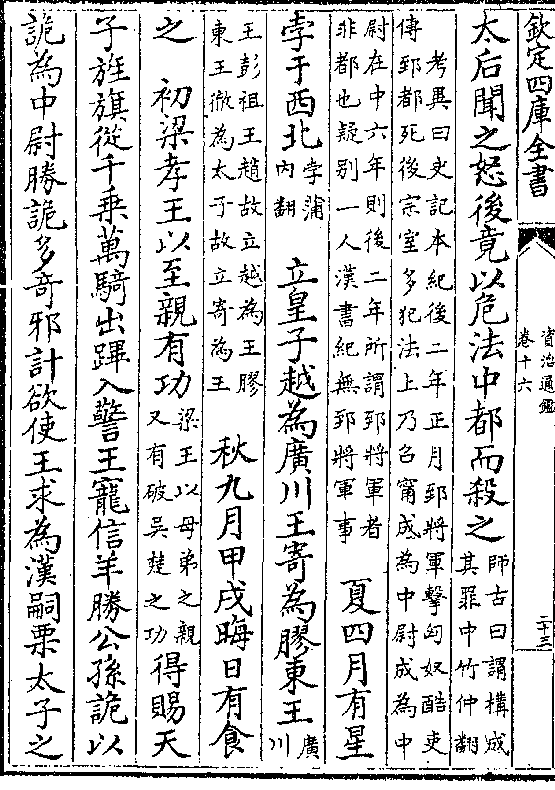 欽定四庫全書
資治通鑑
卷十六
二十三
太后聞之怒後竟以危法中都而殺之師古曰謂構成
其罪中竹仲翻
考異曰史記本紀後二年正月郅將軍擊匈奴酷吏
傳郅都死後宗室多犯法上乃召甯成為中尉成為中
尉在中六年則後二年所謂郅將軍者
非都也疑别一人漢書紀無郅將軍事
夏四月有星
孛于西北孛蒲
内翻
立皇子越為廣川王寄為膠東王廣
川
王彭祖王趙故立越為王膠
東王徹為太子故立寄為王
秋九月甲戌晦日有食
之 初梁孝王以至親有功梁王以母弟之親
又有破吳楚之功得賜天
子旌旗從千乗萬騎出蹕入警王寵信羊勝公孫詭以
詭為中尉勝詭多奇邪計欲使王求為漢嗣栗太子之